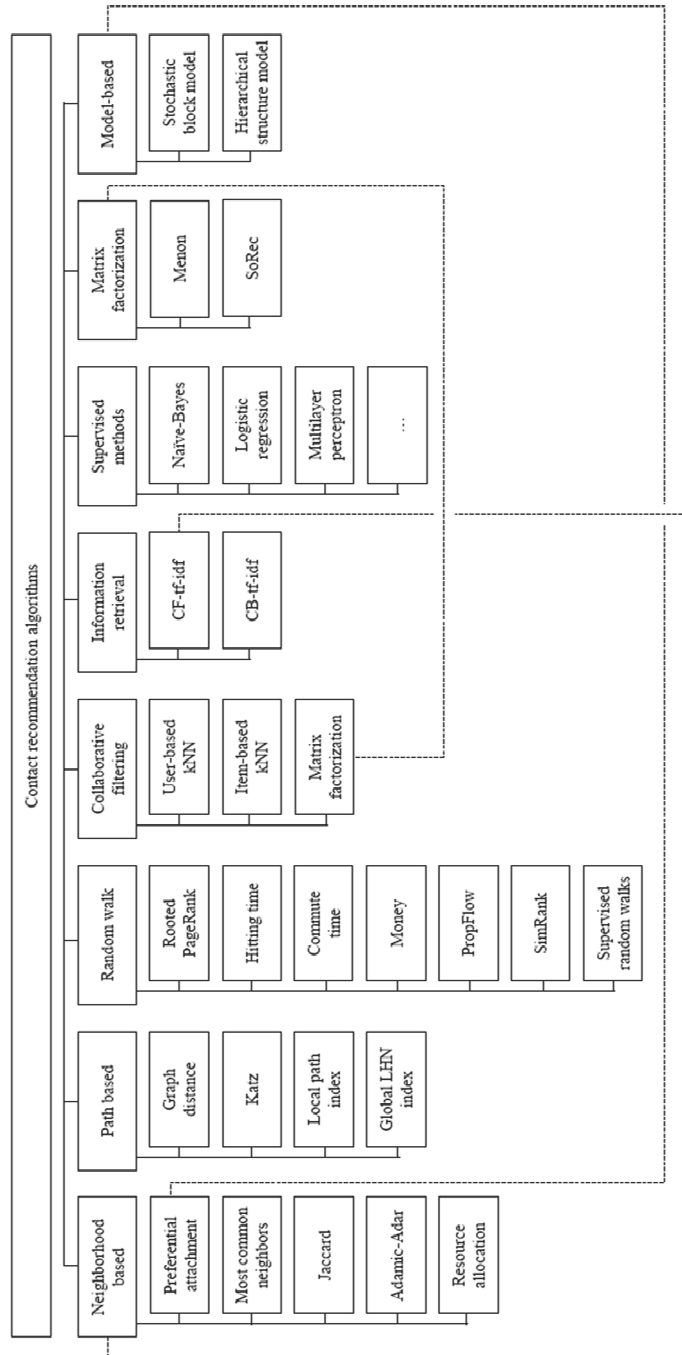 Contact recommendation algorithms
Neighborhood
based
Preferential
attachment
Most common
neighbors
Jaccard
Adamic-Adar
Resource
allocation
Path based
Graph
distance
Katz
Local path
index
Global LHN
index
Random walk
Rooted
PageRank
Hitting time
Commute
time
Money
PropFlow
SimRank
Supervised
random walks
Collaborative
filtering
User-based
kNN
Item-based
kNN
Matrix
factorization
Information
retrieval
CF-tf-idf
CB-tf-idf
Supervised
methods
Naïve-Bayes
Logistic
regression
Multilayer
perceptron
...
Matrix
factorization
Menon
SoRec
Model-based
Stochastic
block model
Hierarchical
structure model